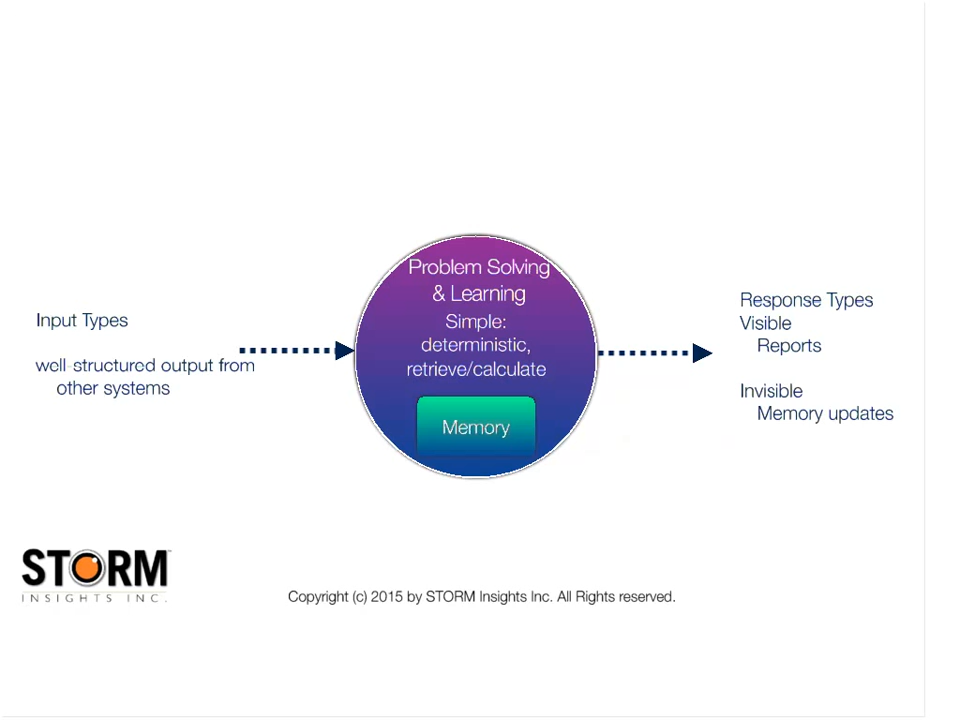 Problem Solving
& Learning
Simple:
deterministic,
retrieve/calculate
Memory
Input Types
well-structured output from
other systems
Response Types
Visible
Reports
Invisible
Memory updates
STORM
INSIGHTS INC.
Copyright (c) 2015 by STORM Insights Inc. All Rights reserved.